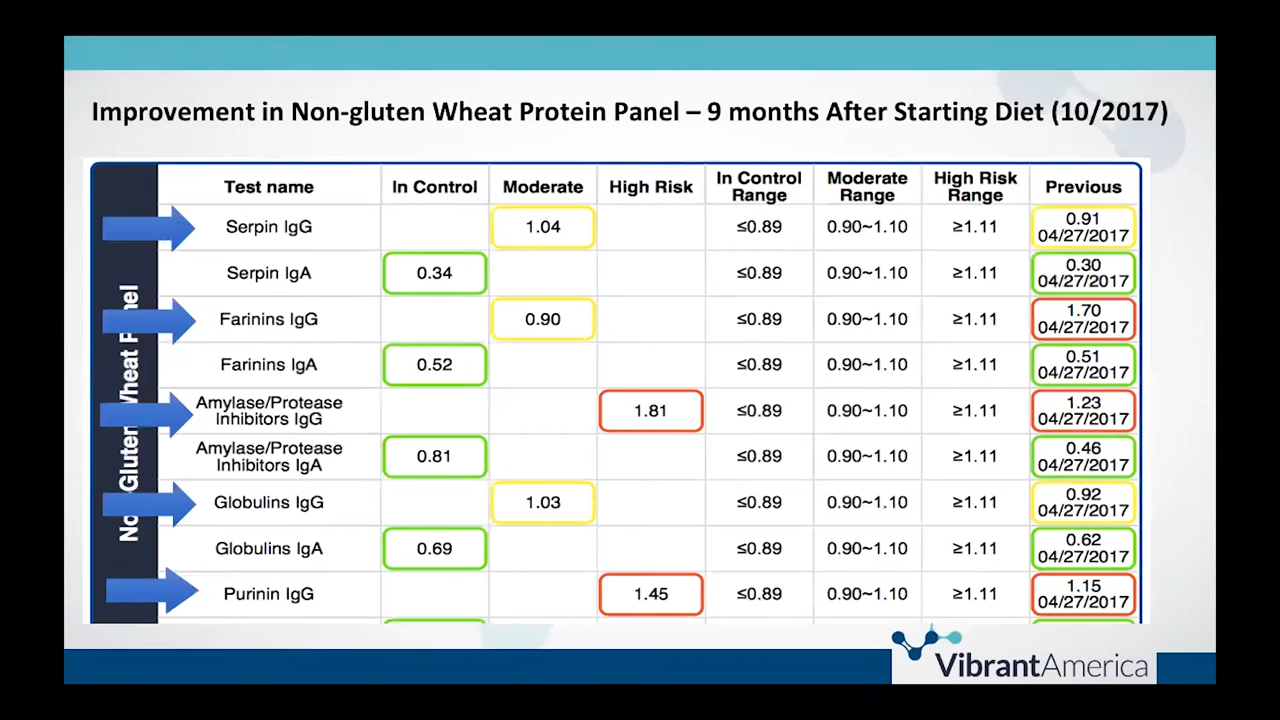 Improvement in Non-gluten Wheat Protein Panel – 9 months After Starting Diet (10/2017)
Test name In Control Moderate High Risk In Control Range Moderate Range High Risk Range Previous
Serpin IgG 1.04 ≤0.89 0.90~1.10 ≥1.11 0.91 04/27/2017
Serpin IgA 0.34 ≤0.89 0.90~1.10 ≥1.11 0.30 04/27/2017
Farinins IgG 0.90 ≤0.89 0.90~1.10 ≥1.11 1.70 04/27/2017
Farinins IgA 0.52 ≤0.89 0.90~1.10 ≥1.11 0.51 04/27/2017
Amylase/Protease Inhibitors IgG 1.81 ≤0.89 0.90~1.10 ≥1.11 1.23 04/27/2017
Amylase/Protease Inhibitors IgA 0.81 ≤0.89 0.90~1.10 ≥1.11 0.46 04/27/2017
Globulins IgG 1.03 ≤0.89 0.90~1.10 ≥1.11 0.92 04/27/2017
Globulins IgA 0.69 ≤0.89 0.90~1.10 ≥1.11 0.62 04/27/2017
Purinin IgG 1.45 ≤0.89 0.90~1.10 ≥1.11 1.15 04/27/2017
VibrantAmerica